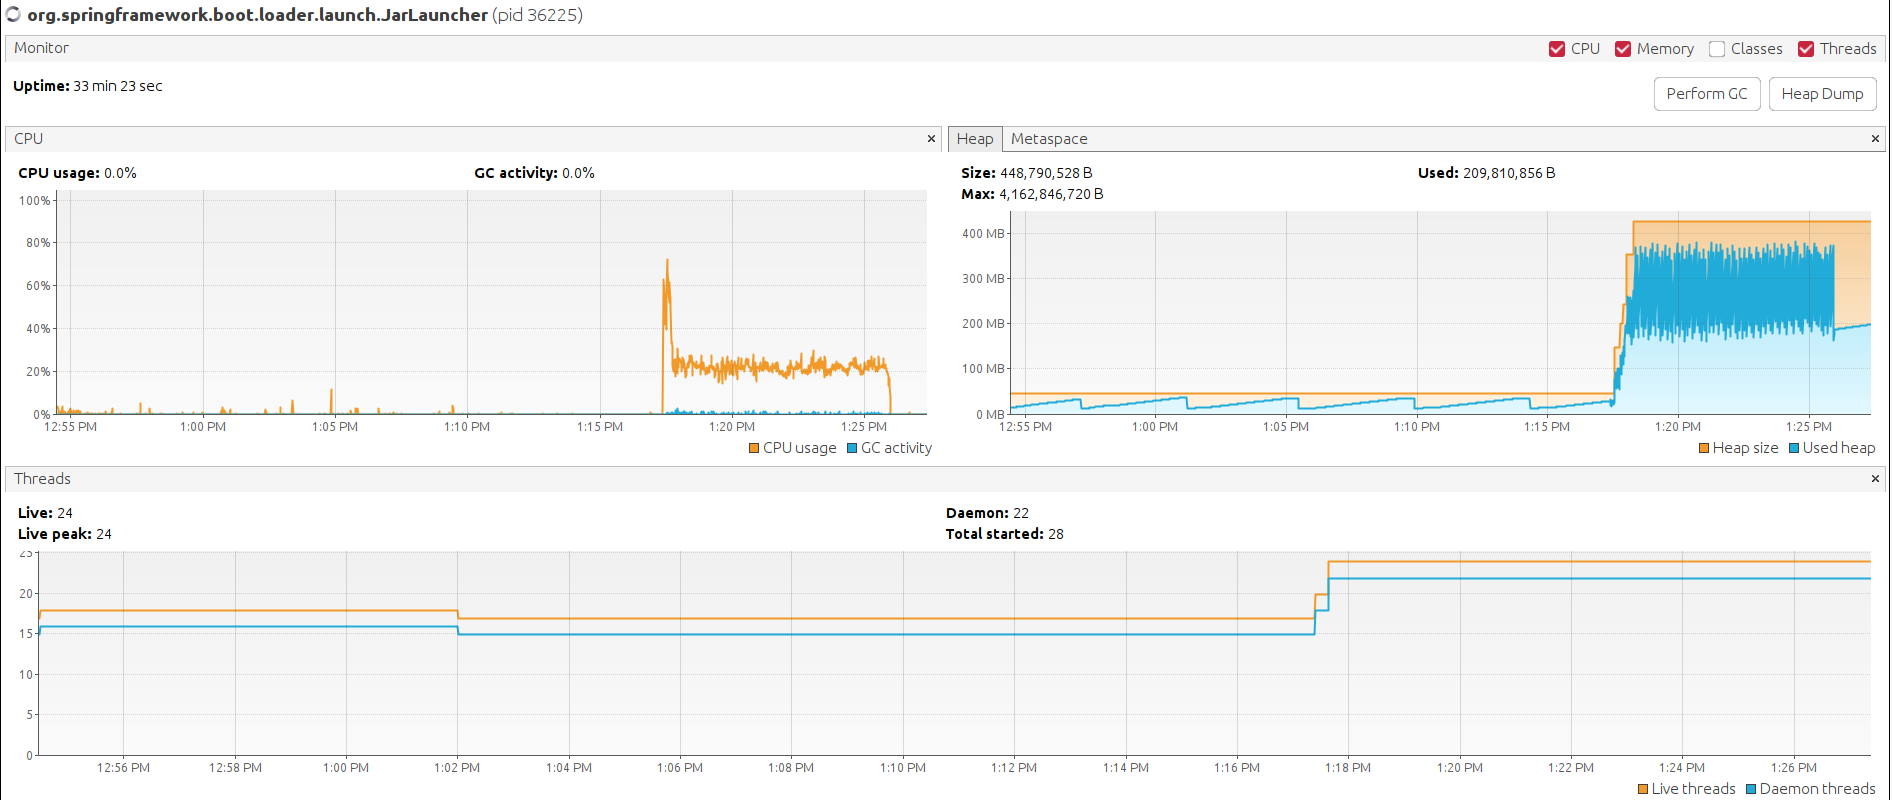 org.springframework.boot.loader.launch.JarLauncher (pid 36225)
Monitor
CPU Memory Classes Threads
Uptime: 33 min 23 sec
Perform GC Heap Dump
CPU ×
CPU usage: 0.0% GC activity: 0.0%
100%
80%
60%
40%
20%
0%
12:55 PM 1:00 PM 1:05 PM 1:10 PM 1:15 PM 1:20 PM 1:25 PM
CPU usage GC activity
Heap Metaspace ×
Size: 448,790,528 B Used: 209,810,856 B
Max: 4,162,846,720 B
400 MB
300 MB
200 MB
100 MB
0 MB
12:55 PM 1:00 PM 1:05 PM 1:10 PM 1:15 PM 1:20 PM 1:25 PM
Heap size Used heap
Threads ×
Live: 24 Daemon: 22
Live peak: 24 Total started: 28
25
20
15
10
5
0
12:56 PM 12:58 PM 1:00 PM 1:02 PM 1:04 PM 1:06 PM 1:08 PM 1:10 PM 1:12 PM 1:14 PM 1:16 PM 1:18 PM 1:20 PM 1:22 PM 1:24 PM 1:26 PM
Live threads Daemon threads